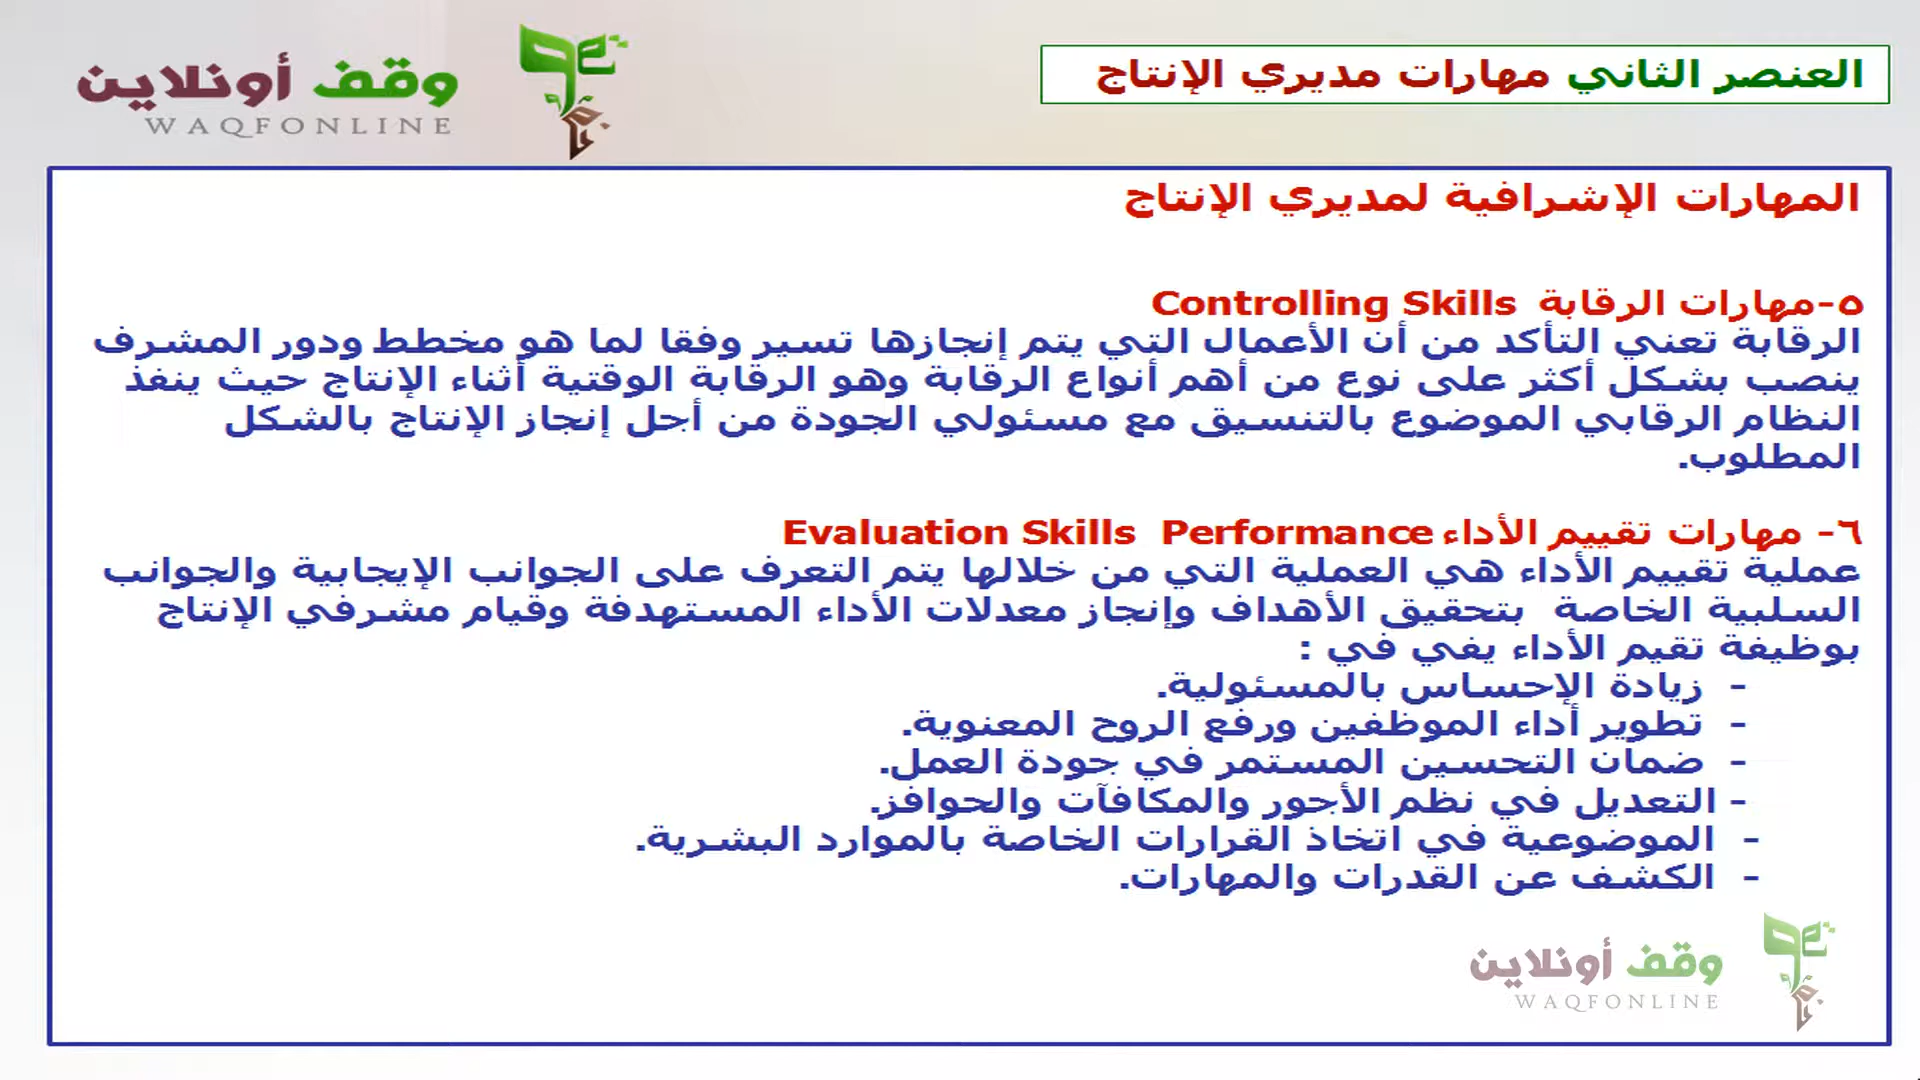 وقف أونلاين
WAQFONLINE
العنصر الثاني مهارات مديري الإنتاج
المهارات الإشرافية لمديري الإنتاج
٥-مهارات الرقابة Controlling Skills
الرقابة تعني التأكد من أن الأعمال التي يتم إنجازها تسير وفقا لما هو مخطط ودور المشرف
ينصب بشكل أكثر على نوع من أهم أنواع الرقابة وهو الرقابة الوقتية أثناء الإنتاج حيث ينفذ
النظام الرقابي الموضوع بالتنسيق مع مسئولي الجودة من أجل إنجاز الإنتاج بالشكل
المطلوب.
٦- مهارات تقييم الأداء Evaluation Skills Performance
عملية تقييم الأداء هي العملية التي من خلالها يتم التعرف على الجوانب الإيجابية والجوانب
السلبية الخاصة بتحقيق الأهداف وإنجاز معدلات الأداء المستهدفة وقيام مشرفي الإنتاج
بوظيفة تقيم الأداء يفي في :
- زيادة الإحساس بالمسئولية.
- تطوير أداء الموظفين ورفع الروح المعنوية.
- ضمان التحسين المستمر في جودة العمل.
- التعديل في نظم الأجور والمكافآت والحوافز.
- الموضوعية في اتخاذ القرارات الخاصة بالموارد البشرية.
- الكشف عن القدرات والمهارات.
وقف أونلاين
WAQFONLINE